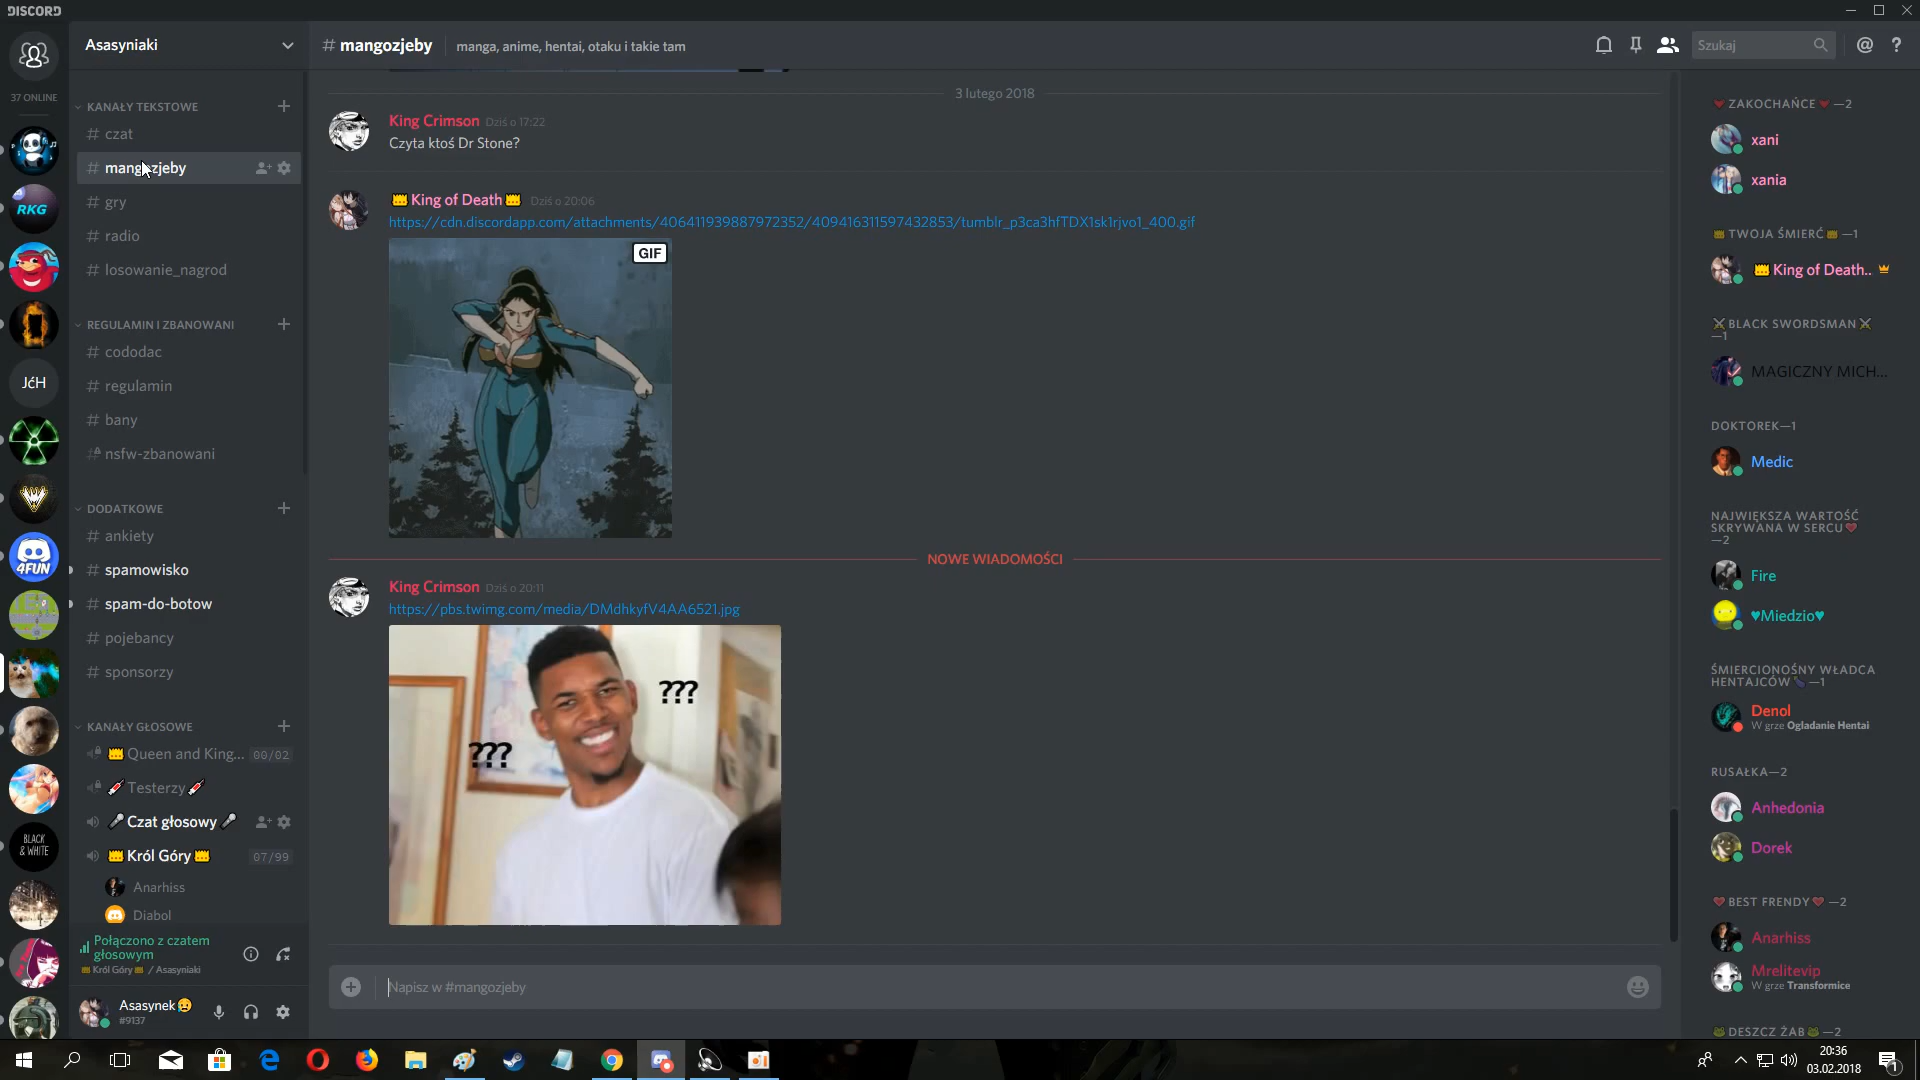 DISCORD
Asasyniaki
# mangozjeby
manga, anime, hentai, otaku i takie tam
Szukaj
37 ONLINE
RKG
JćH
4FUN
BLACK
& WHITE
KANAŁY TEKSTOWE
# czat
# mangozjeby
# gry
# radio
# losowanie_nagrod
REGULAMIN I ZBANOWANI
# cododac
# regulamin
# bany
nsfw-zbanowani
DODATKOWE
# ankiety
# spamowisko
# spam-do-botow
# pojebancy
# sponsorzy
KANAŁY GŁOSOWE
Queen and King... 00/02
Testerzy
Czat głosowy
Król Góry 07/99
Anarhiss
Diabol
Połączono z czatem
głosowym
Król Góry / Asasyniaki
Asasynek
#9137
3 lutego 2018
King Crimson Dziś o 17:22
Czyta ktoś Dr Stone?
King of Death Dziś o 20:06
https://cdn.discordapp.com/attachments/406411939887972352/409416311597432853/tumblr_p3ca3hfTDX1sk1rjvo1_400.gif
GIF
NOWE WIADOMOŚCI
King Crimson Dziś o 20:11
https://pbs.twimg.com/media/DMdhkyfV4AA6521.jpg
???
???
Napisz w #mangozjeby
ZAKOCHAŃCE —2
xani
xania
TWOJA ŚMIERĆ —1
King of Death...
BLACK SWORDSMAN
—1
MAGICZNY MICH...
DOKTOREK—1
Medic
NAJWIĘKSZA WARTOŚĆ
SKRYWANA W SERCU
—2
Fire
♥Miedzio♥
ŚMIERCIONOŚNY WŁADCA
HENTAJCÓW —1
Denol
W grze Ogladanie Hentai
RUSAŁKA—2
Anhedonia
Dorek
BEST FRENDY —2
Anarhiss
Mrelitevip
W grze Transformice
DESZCZ ŻAB —2
20:36
03.02.2018
1